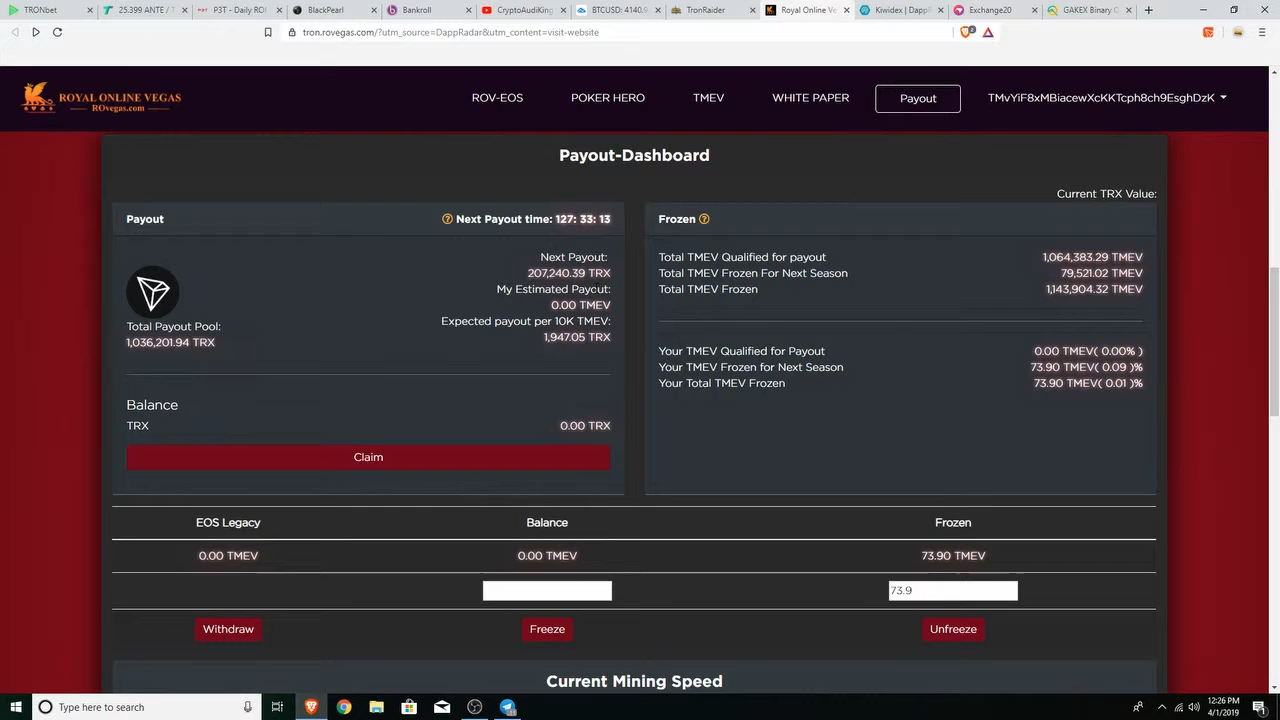 TRONbet
25.399 ANTE / T
P3T - Daily RO
BlackPearl
Bankroll
CryptoAudiKing
BTCUSD: 4140.9
TronRaider
Royal Online Ve
Kiwidex | DappR
Exchange20
GAKEX Binary O
tron.rovegas.com/?utm_source=DappRadar&utm_content=visit-website
ROYAL ONLINE VEGAS
ROvegas.com
ROV-EOS
POKER HERO
TMEV
WHITE PAPER
Payout
TMvYiF8xMBiacewXcKKTcph8ch9EsghDzK
Payout-Dashboard
Current TRX Value:
Payout
Next Payout time: 127: 33: 13
Next Payout:
207,240.39 TRX
My Estimated Payout:
0.00 TMEV
Expected payout per 10K TMEV:
1,947.05 TRX
Total Payout Pool:
1,036,201.94 TRX
Balance
TRX 0.00 TRX
Claim
Frozen
Total TMEV Qualified for payout 1,064,383.29 TMEV
Total TMEV Frozen For Next Season 79,521.02 TMEV
Total TMEV Frozen 1,143,904.32 TMEV
Your TMEV Qualified for Payout 0.00 TMEV( 0.00% )
Your TMEV Frozen for Next Season 73.90 TMEV( 0.09 )%
Your Total TMEV Frozen 73.90 TMEV( 0.01 )%
EOS Legacy Balance Frozen
0.00 TMEV 0.00 TMEV 73.90 TMEV
73.9
Withdraw Freeze Unfreeze
Current Mining Speed
Type here to search
12:26 PM
4/1/2019